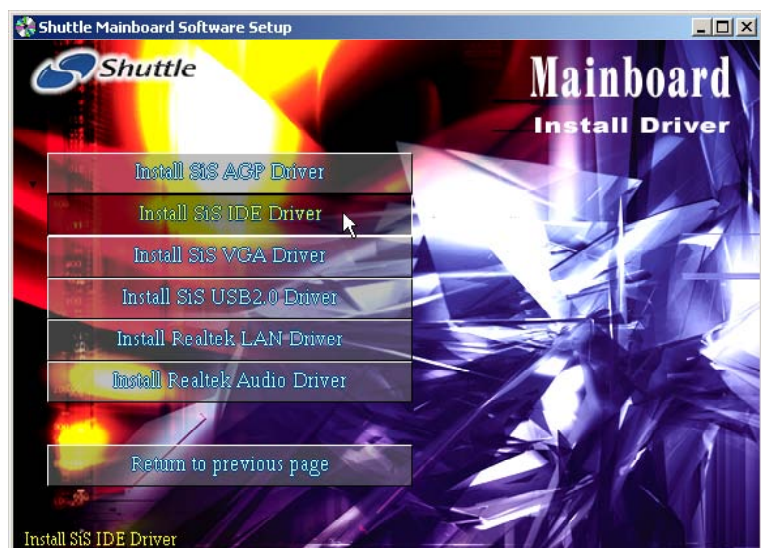 Shuttle Mainboard Software Setup
Shuttle
Mainboard
Install Driver
Install SiS AGP Driver
Install SiS IDE Driver
Install SiS VGA Driver
Install SiS USB2.0 Driver
Install Realtek LAN Driver
Install Realtek Audio Driver
Return to previous page
Install SiS IDE Driver